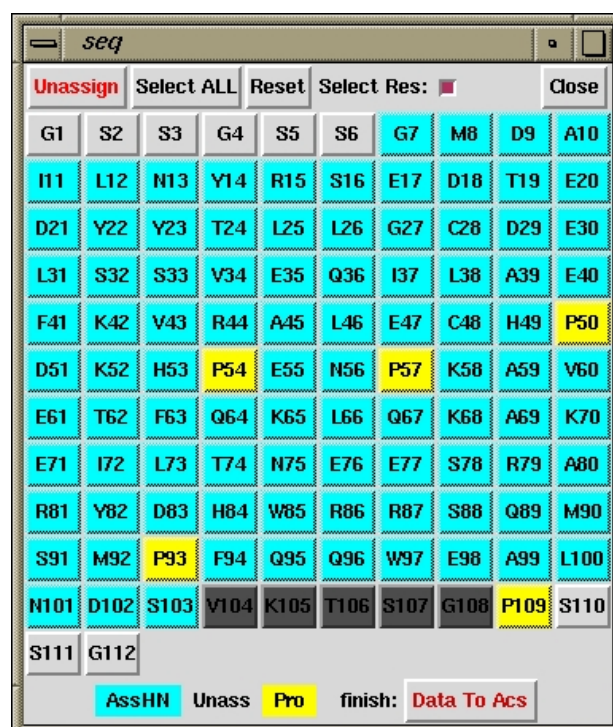 seq
Unassign Select ALL Reset Select Res: Close
G1 S2 S3 G4 S5 S6 G7 M8 D9 A10
I11 L12 N13 Y14 R15 S16 E17 D18 T19 E20
D21 Y22 Y23 T24 L25 L26 G27 C28 D29 E30
L31 S32 S33 V34 E35 Q36 I37 L38 A39 E40
F41 K42 V43 R44 A45 L46 E47 C48 H49 P50
D51 K52 H53 P54 E55 N56 P57 K58 A59 V60
E61 T62 F63 Q64 K65 L66 Q67 K68 A69 K70
E71 I72 L73 T74 N75 E76 E77 S78 R79 A80
R81 Y82 D83 H84 W85 R86 R87 S88 Q89 M90
S91 M92 P93 F94 Q95 Q96 W97 E98 A99 L100
N101 D102 S103 V104 K105 T106 S107 G108 P109 S110
S111 G112
AssHN Unass Pro finish: Data To Acs